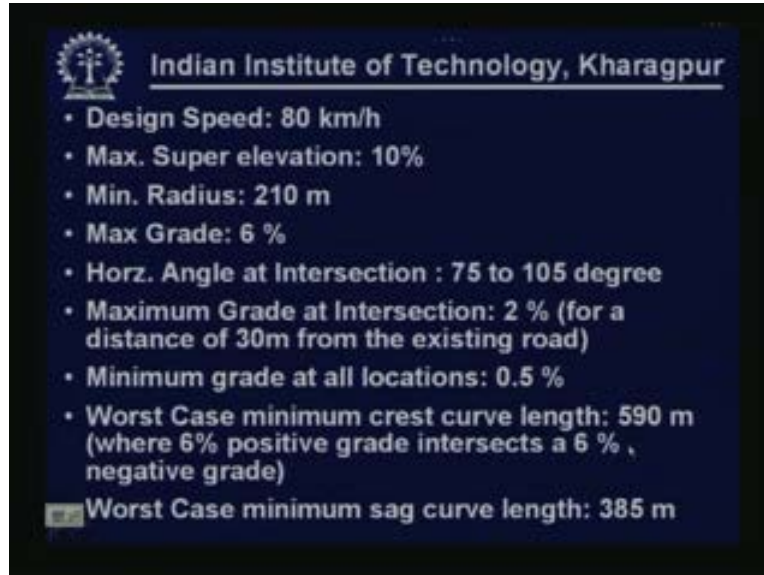 Indian Institute of Technology, Kharagpur
• Design Speed: 80 km/h
• Max. Super elevation: 10%
• Min. Radius: 210 m
• Max Grade: 6 %
• Horz. Angle at Intersection : 75 to 105 degree
• Maximum Grade at Intersection: 2 % (for a
distance of 30m from the existing road)
• Minimum grade at all locations: 0.5 %
• Worst Case minimum crest curve length: 590 m
(where 6% positive grade intersects a 6 %
negative grade)
Worst Case minimum sag curve length: 385 m